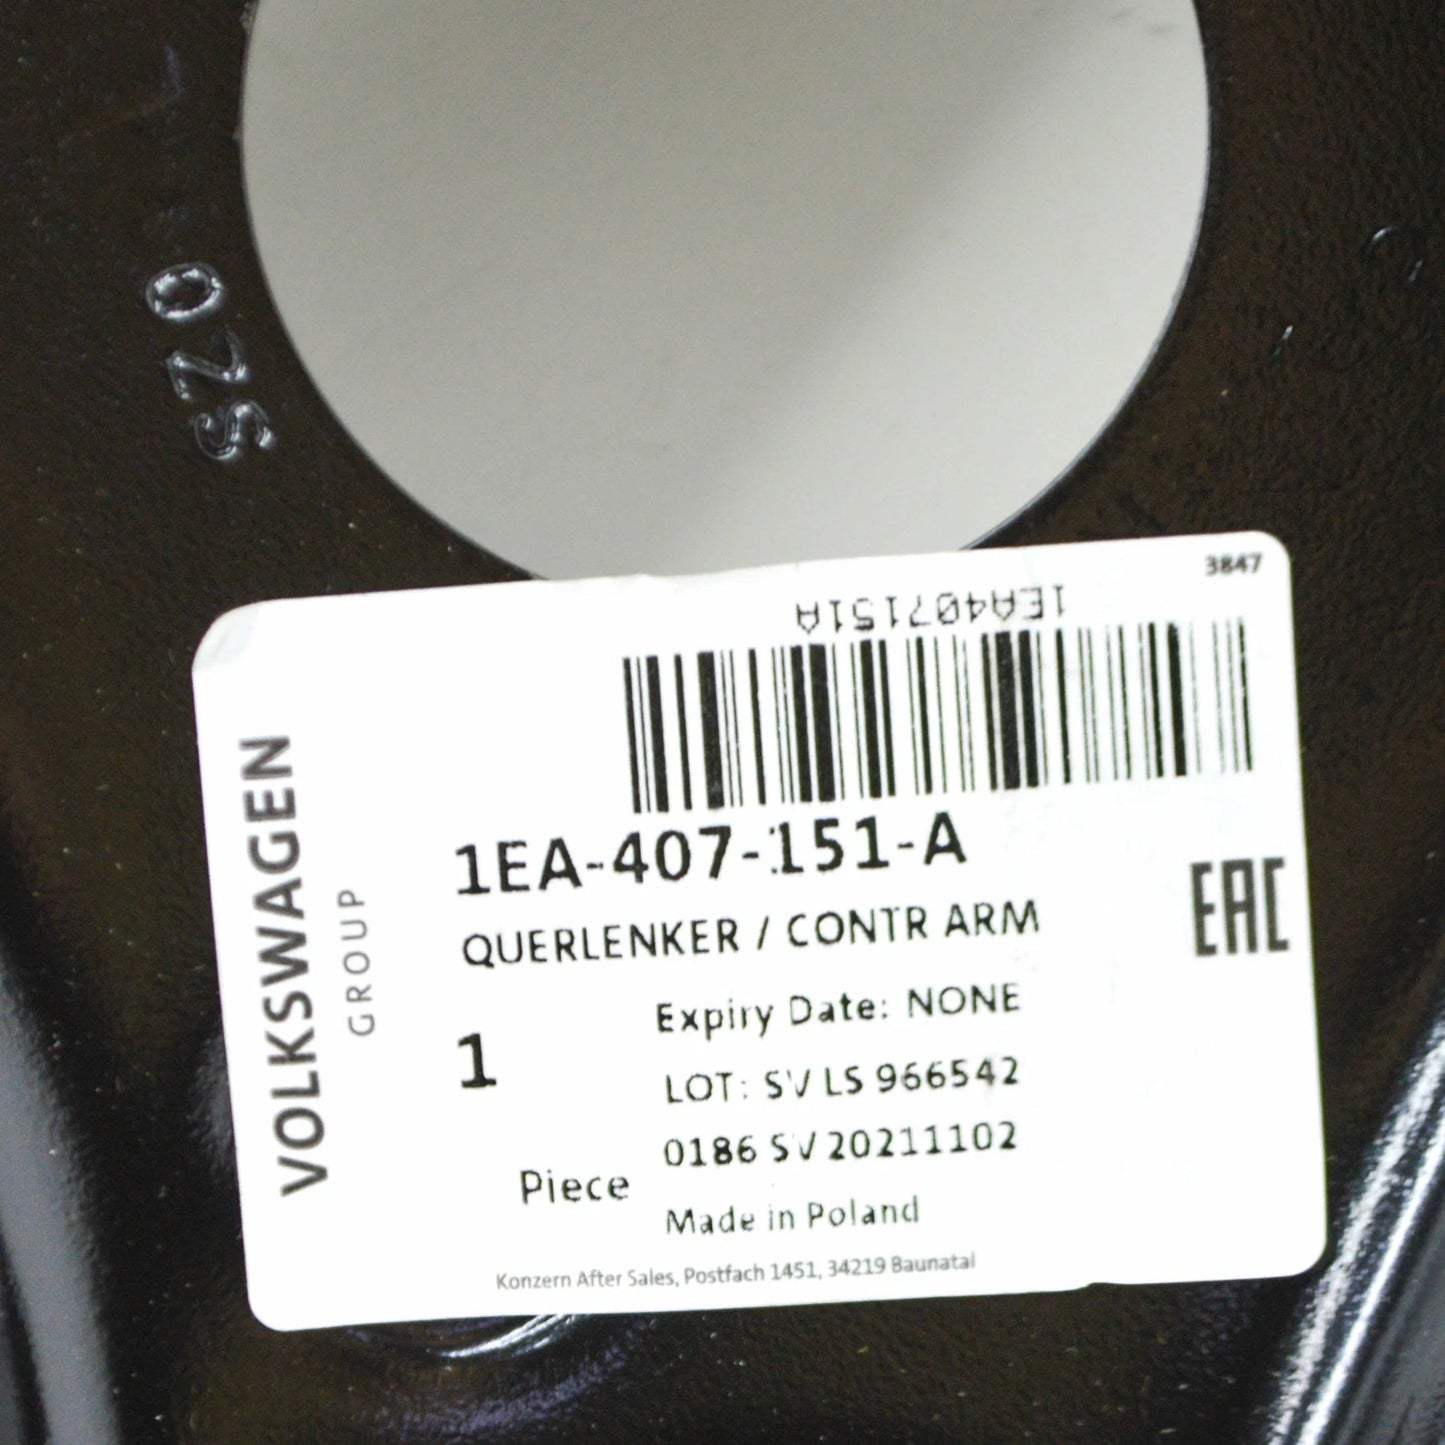 SZO
3847
1EA407151A
1EA-407-151-A
QUERLENKER / CONTR ARM
EAC
VOLKSWAGEN
GROUP
1
Piece
Expiry Date: NONE
LOT: SV LS 966542
0186 SV 20211102
Made in Poland
Konzern After Sales, Postfach 1451, 34219 Baunatal